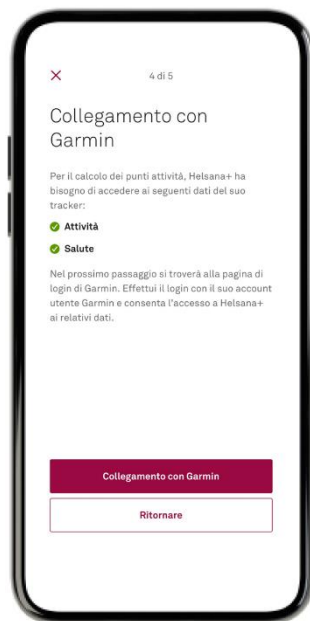 4 di 5
Collegamento con
Garmin
Per il calcolo dei punti attività, Helsana+ ha
bisogno di accedere ai seguenti dati del suo
tracker:
Attività
Salute
Nel prossimo passaggio si troverà alla pagina di
login di Garmin. Effettui il login con il suo account
utente Garmin e consenta l'accesso a Helsana+
ai relativi dati.
Collegamento con Garmin
Ritornare